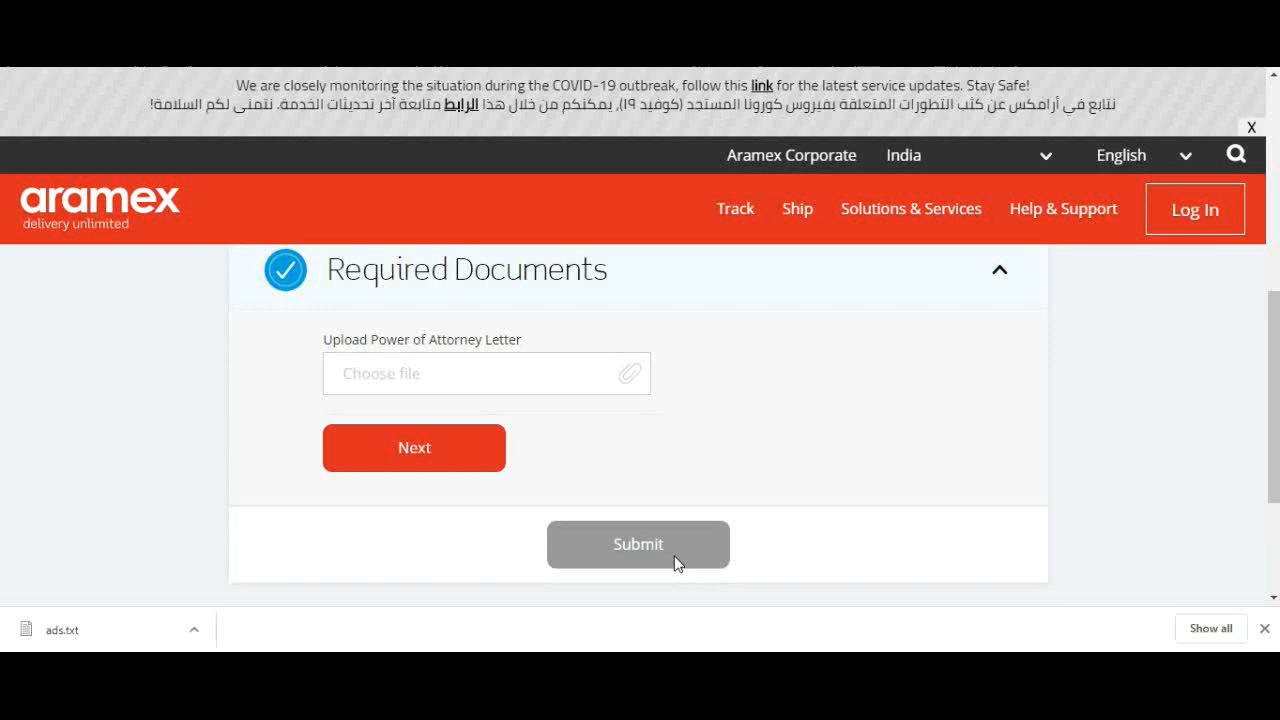 We are closely monitoring the situation during the COVID-19 outbreak, follow this link for the latest service updates. Stay Safe!
نتابع في أرامكس عن كثب التطورات المتعلقة بفيروس كورونا المستجد (كوفيد ١٩), يمكنكم من خلال هذا الرابط متابعة آخر تحديثات الخدمة. نتمنى لكم السلامة!
X
Aramex Corporate India English
aramex
delivery unlimited
Track Ship Solutions & Services Help & Support Log In
Required Documents
Upload Power of Attorney Letter
Choose file
Next
Submit
ads.txt
Show all